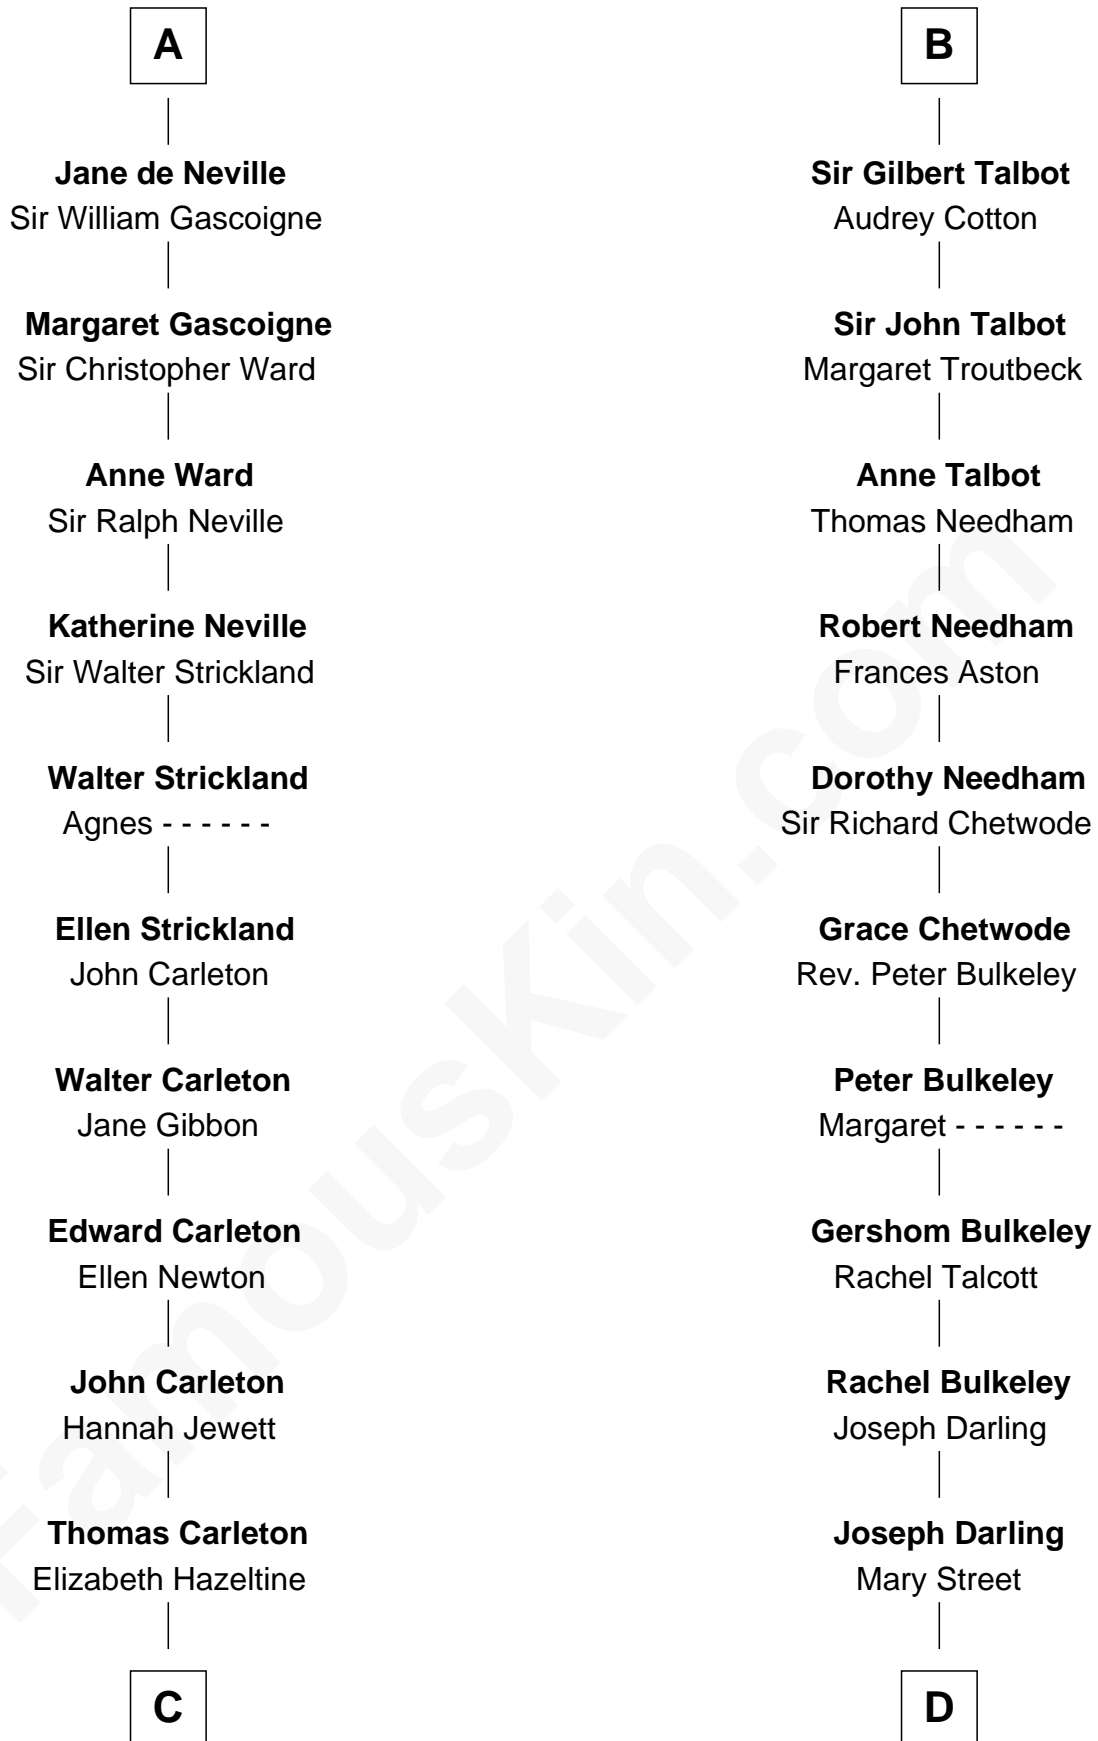 A
Jane de Neville
Sir William Gascoigne
Margaret Gascoigne
Sir Christopher Ward
Anne Ward
Sir Ralph Neville
Katherine Neville
Sir Walter Strickland
Walter Strickland
Agnes - - - - - -
Ellen Strickland
John Carleton
Walter Carleton
Jane Gibbon
Edward Carleton
Ellen Newton
John Carleton
Hannah Jewett
Thomas Carleton
Elizabeth Hazeltine
C
B
Sir Gilbert Talbot
Audrey Cotton
Sir John Talbot
Margaret Troutbeck
Anne Talbot
Thomas Needham
Robert Needham
Frances Aston
Dorothy Needham
Sir Richard Chetwode
Grace Chetwode
Rev. Peter Bulkeley
Peter Bulkeley
Margaret - - - - - -
Gershom Bulkeley
Rachel Talcott
Rachel Bulkeley
Joseph Darling
Joseph Darling
Mary Street
D
FamousKin.com